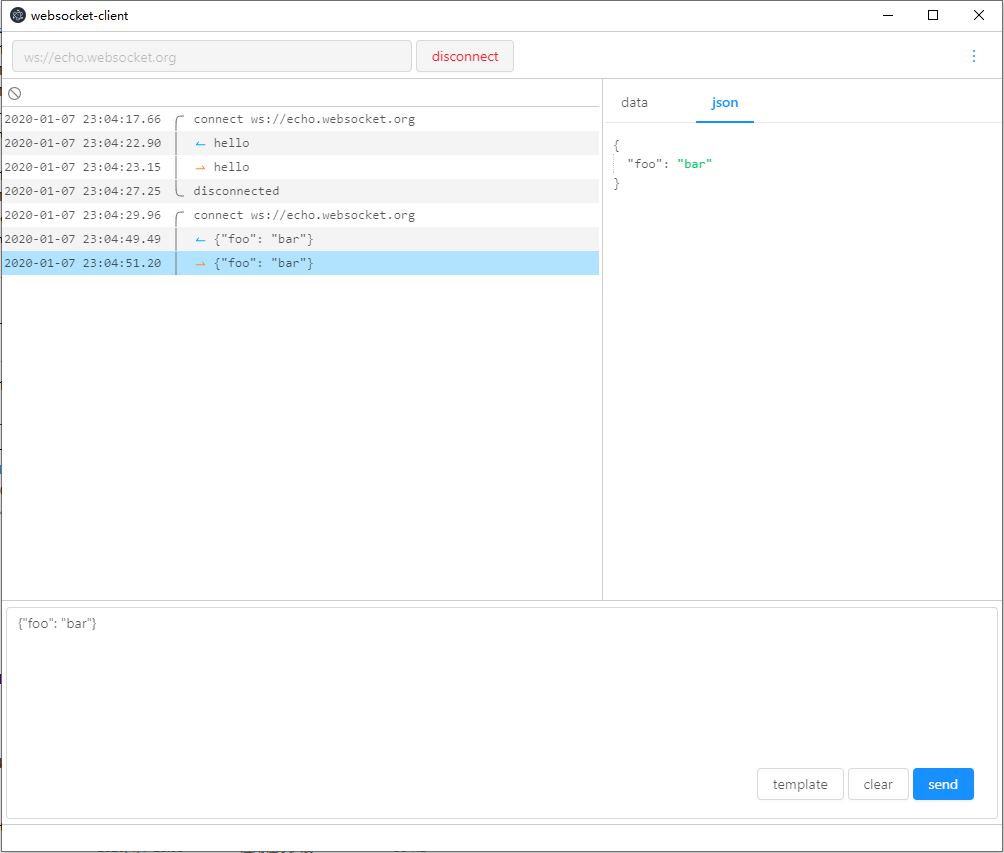 websocket-client
ws://echo.websocket.org disconnect
data json
2020-01-07 23:04:17.66 connect ws://echo.websocket.org
2020-01-07 23:04:22.90 hello
2020-01-07 23:04:23.15 hello
2020-01-07 23:04:27.25 disconnected
2020-01-07 23:04:29.96 connect ws://echo.websocket.org
2020-01-07 23:04:49.49 {"foo": "bar"}
2020-01-07 23:04:51.20 {"foo": "bar"}
{
"foo": "bar"
}
{"foo": "bar"}
template clear send